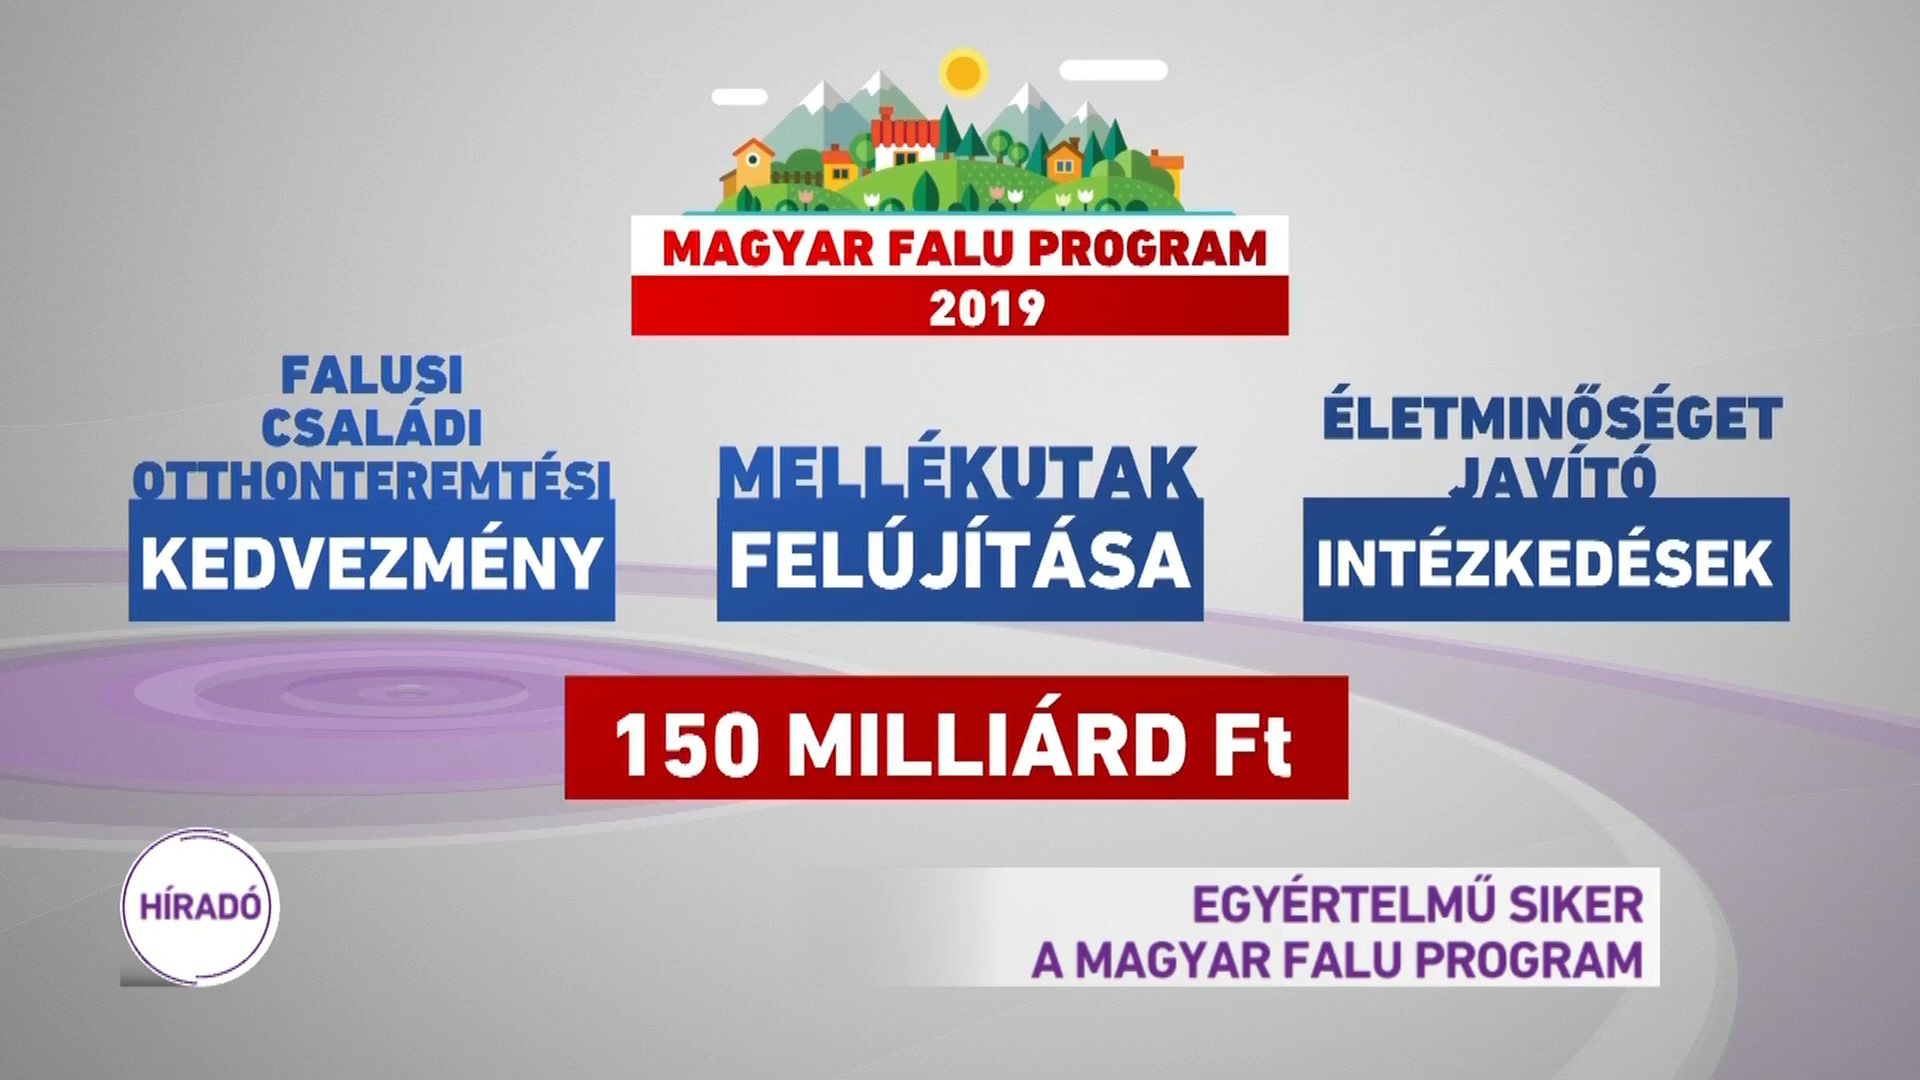 MAGYAR FALU PROGRAM
2019
FALUSI
CSALÁDI
OTTHONTEREMTÉSI
KEDVEZMÉNY
MELLÉKUTAK
FELÚJÍTÁSA
ÉLETMINŐSÉGET
JAVÍTÓ
INTÉZKEDÉSEK
150 MILLIÁRD Ft
HÍRADÓ
EGYÉRTELMŰ SIKER
A MAGYAR FALU PROGRAM